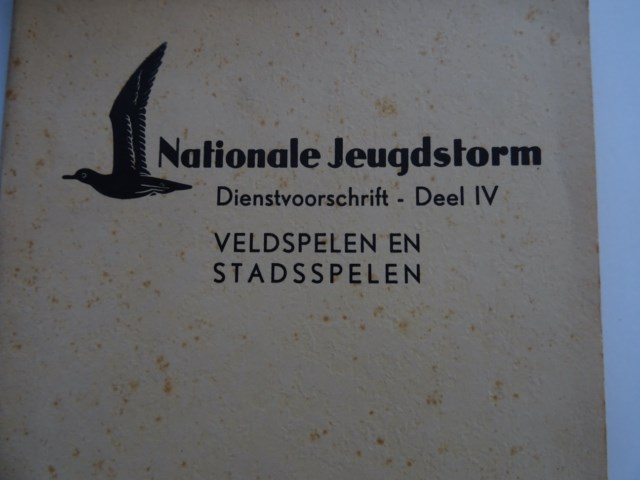 Nationale Jeugdstorm
Dienstvoorschrift - Deel IV
VELDSPELEN EN
STADSSPELEN